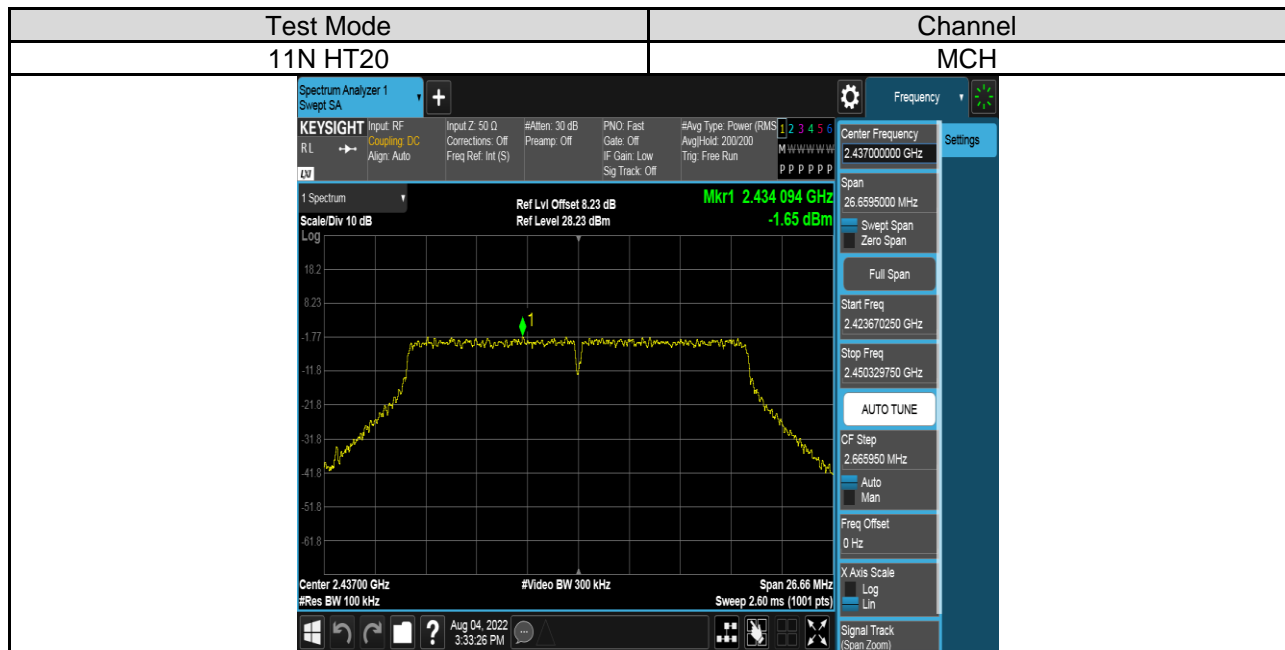 Test Mode Channel
11N HT20 MCH
Spectrum Analyzer 1
Swept SA
Frequency
KEYSIGHT
RL
LXI
Input: RF
Coupling: DC
Align: Auto
Input Z: 50 Ω
Corrections: Off
Freq Ref: Int (S)
#Atten: 30 dB
Preamp: Off
PNO: Fast
Gate: Off
IF Gain: Low
Sig Track: Off
#Avg Type: Power (RMS
Avg|Hold: 200/200
Trig: Free Run
1 2 3 4 5 6
M W W W W W
P P P P P P
1 Spectrum
Scale/Div 10 dB
Log
Ref Lvl Offset 8.23 dB
Ref Level 28.23 dBm
Mkr1 2.434 094 GHz
-1.65 dBm
18.2
8.23
-1.77
-11.8
-21.8
-31.8
-41.8
-51.8
-61.8
1
Center 2.43700 GHz
#Res BW 100 kHz
#Video BW 300 kHz
Span 26.66 MHz
Sweep 2.60 ms (1001 pts)
Aug 04, 2022
3:33:26 PM
Center Frequency
2.437000000 GHz
Settings
Span
26.6595000 MHz
Swept Span
Zero Span
Full Span
Start Freq
2.423670250 GHz
Stop Freq
2.450329750 GHz
AUTO TUNE
CF Step
2.665950 MHz
Auto
Man
Freq Offset
0 Hz
X Axis Scale
Log
Lin
Signal Track
(Span Zoom)